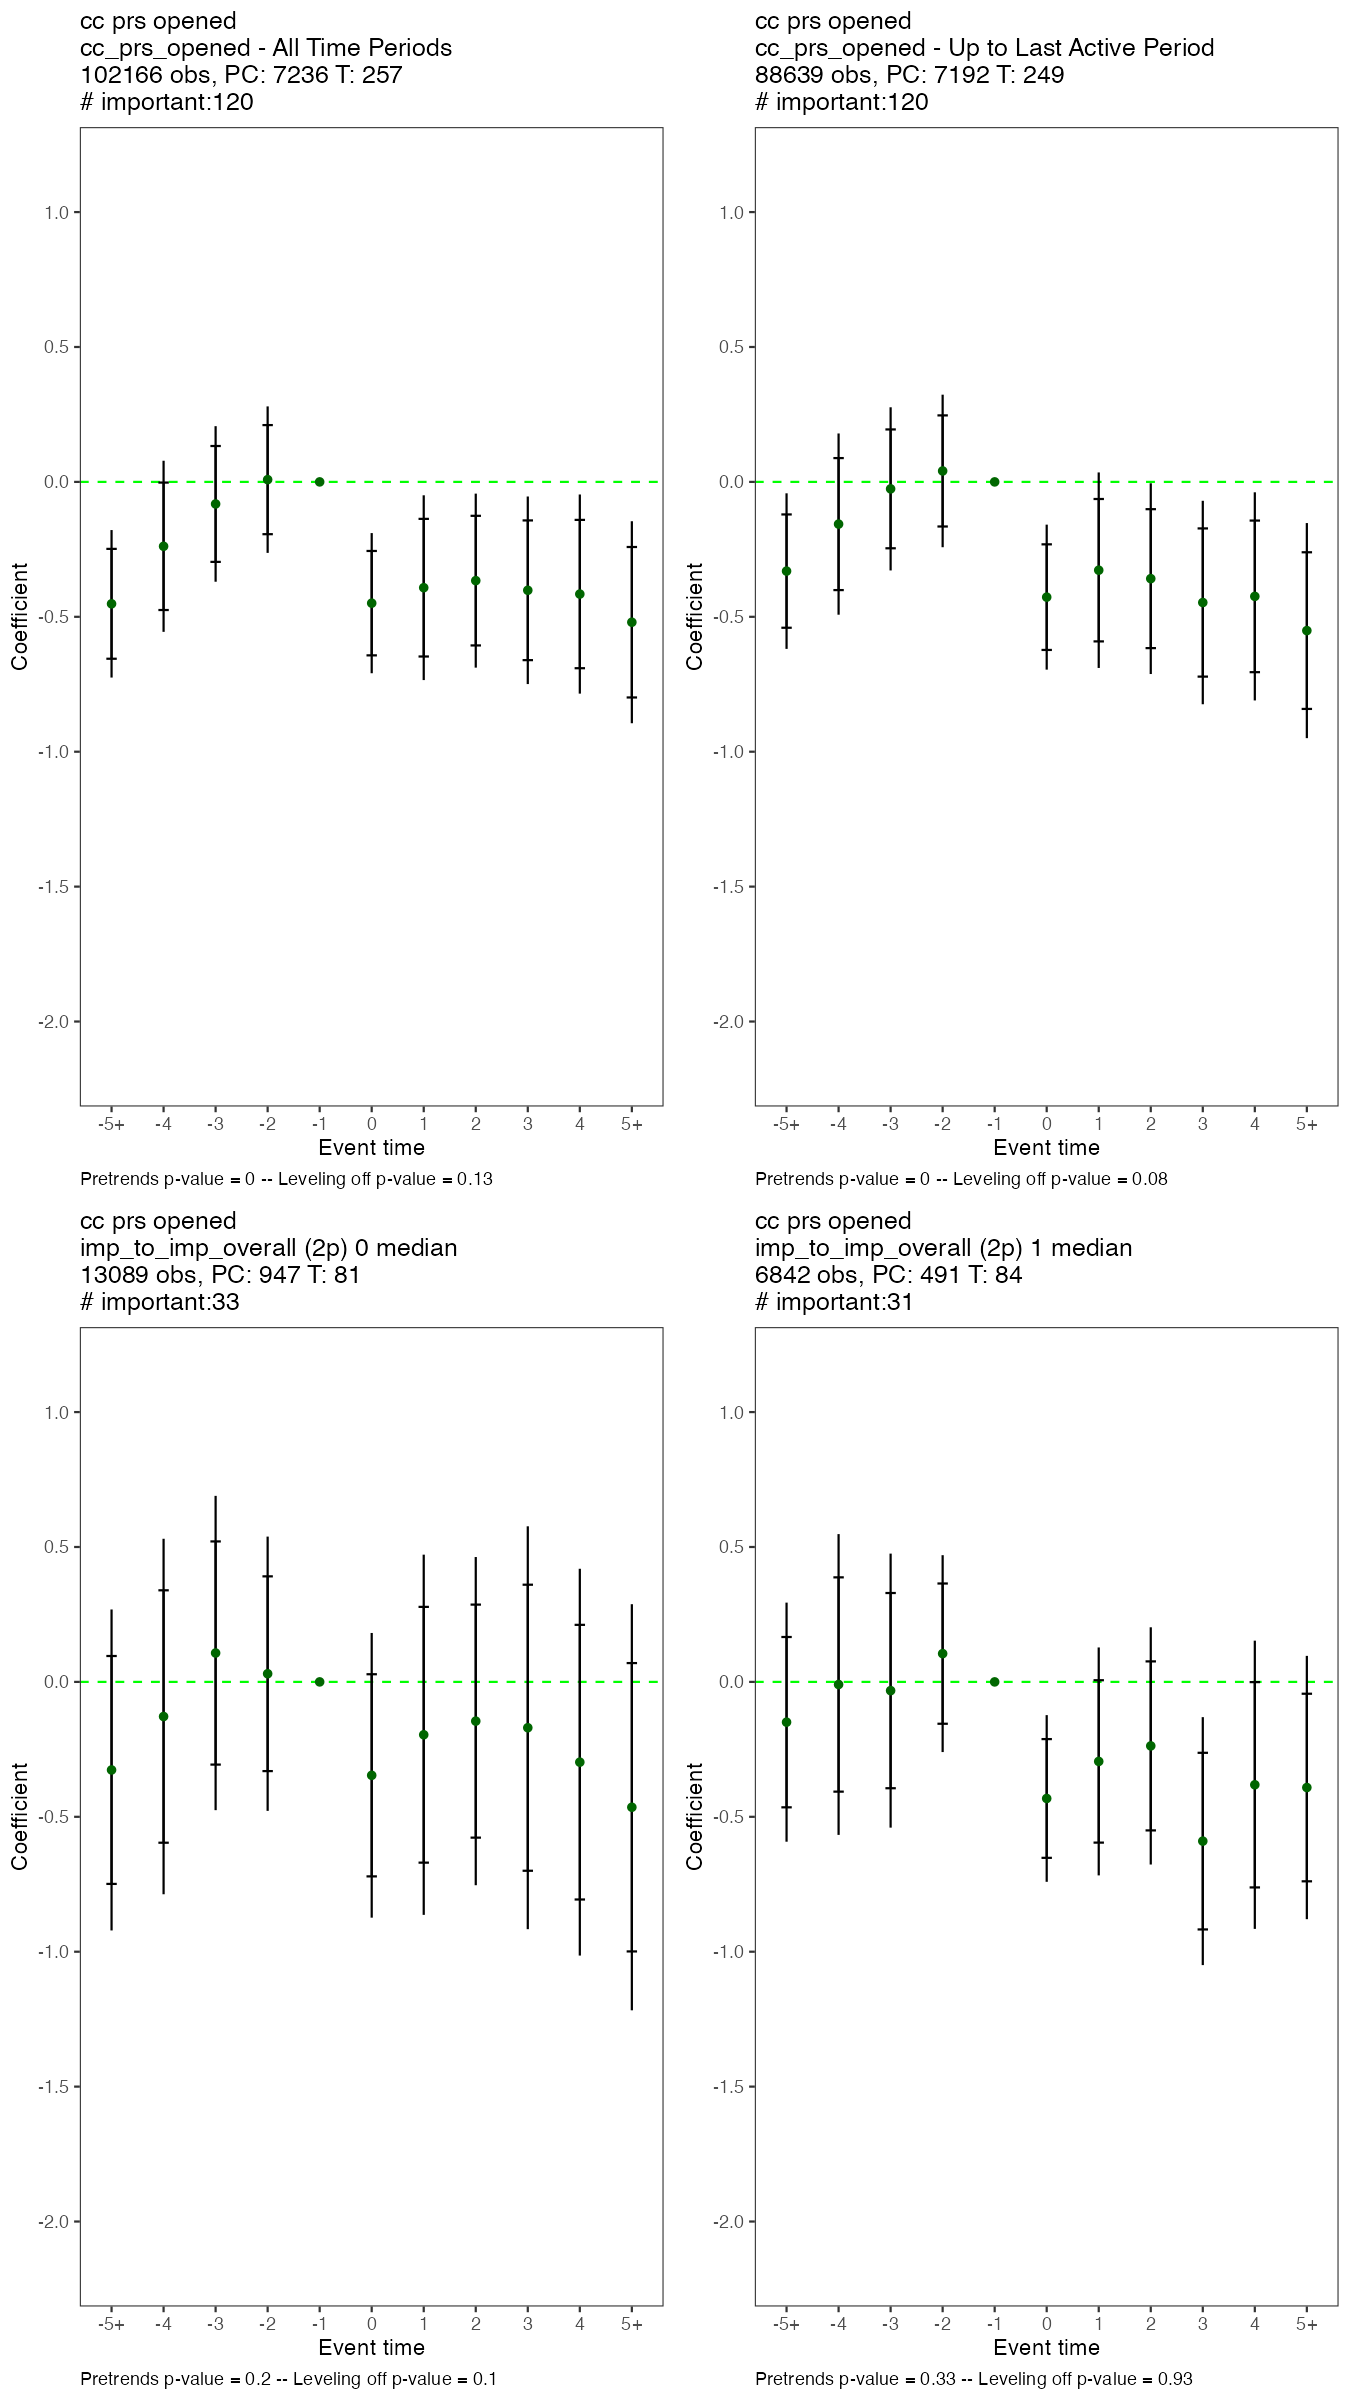 cc prs opened
cc_prs_opened - All Time Periods
102166 obs, PC: 7236 T: 257
# important:120
1.0
0.5
0.0
-0.5
-1.0
-1.5
-2.0
Coefficient
-5+ -4 -3 -2 -1 0 1 2 3 4 5+
Event time
Pretrends p-value = 0 -- Leveling off p-value = 0.13
cc prs opened
cc_prs_opened - Up to Last Active Period
88639 obs, PC: 7192 T: 249
# important:120
1.0
0.5
0.0
-0.5
-1.0
-1.5
-2.0
Coefficient
-5+ -4 -3 -2 -1 0 1 2 3 4 5+
Event time
Pretrends p-value = 0 -- Leveling off p-value = 0.08
cc prs opened
imp_to_imp_overall (2p) 0 median
13089 obs, PC: 947 T: 81
# important:33
1.0
0.5
0.0
-0.5
-1.0
-1.5
-2.0
Coefficient
-5+ -4 -3 -2 -1 0 1 2 3 4 5+
Event time
Pretrends p-value = 0.2 -- Leveling off p-value = 0.1
cc prs opened
imp_to_imp_overall (2p) 1 median
6842 obs, PC: 491 T: 84
# important:31
1.0
0.5
0.0
-0.5
-1.0
-1.5
-2.0
Coefficient
-5+ -4 -3 -2 -1 0 1 2 3 4 5+
Event time
Pretrends p-value = 0.33 -- Leveling off p-value = 0.93